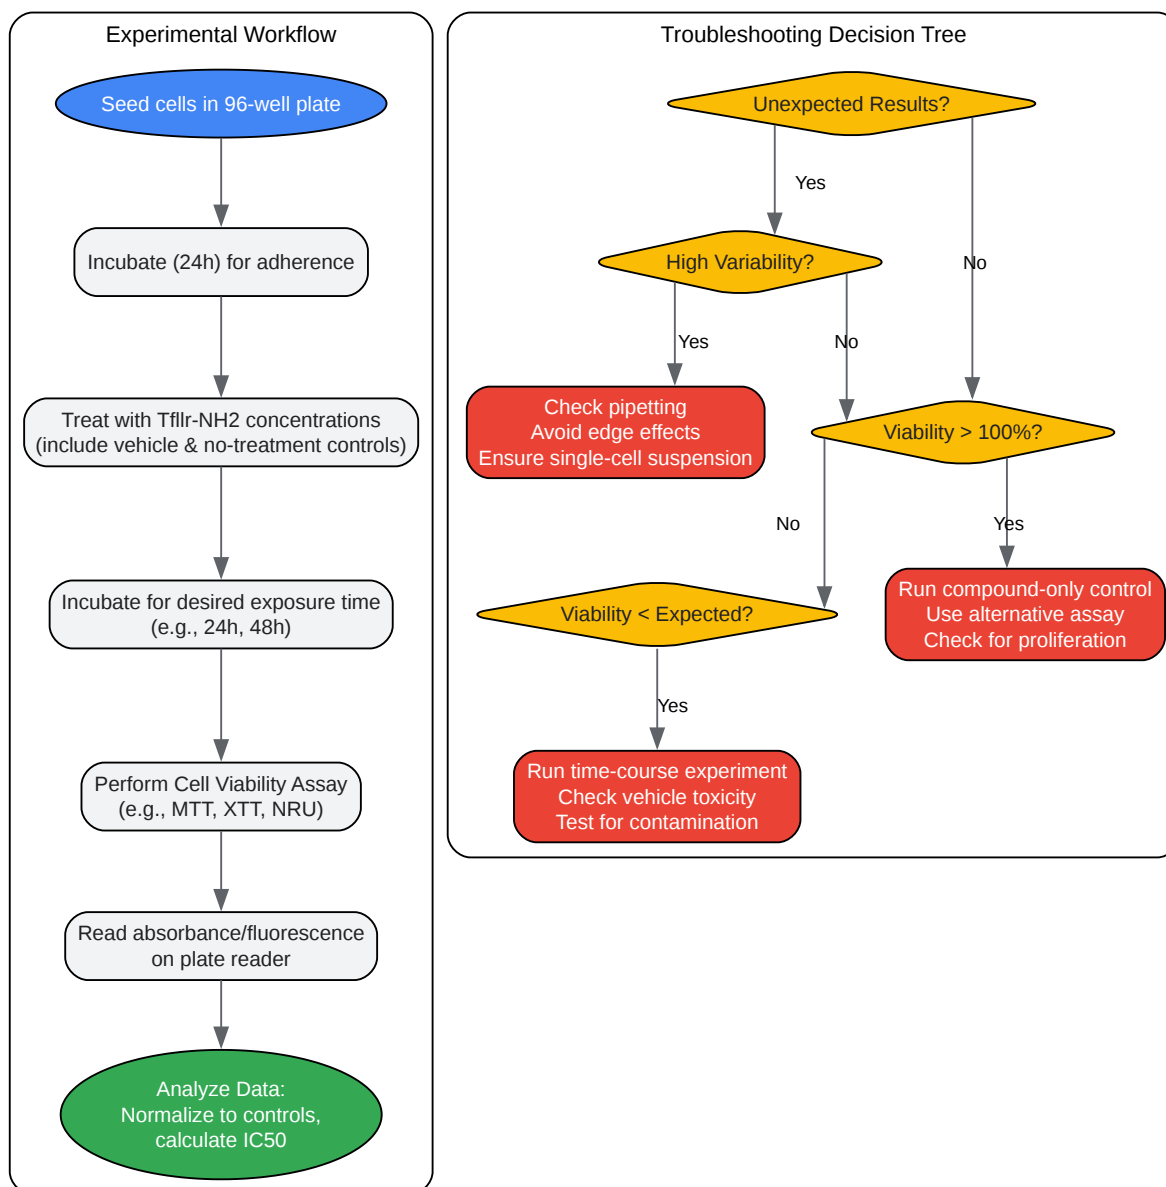 Experimental Workflow
Seed cells in 96-well plate
Incubate (24h) for adherence
Treat with Tfllr-NH2 concentrations
(include vehicle & no-treatment controls)
Incubate for desired exposure time
(e.g., 24h, 48h)
Perform Cell Viability Assay
(e.g., MTT, XTT, NRU)
Read absorbance/fluorescence
on plate reader
Analyze Data:
Normalize to controls,
calculate IC50
Troubleshooting Decision Tree
Unexpected Results?
Yes
No
High Variability?
Yes
No
Check pipetting
Avoid edge effects
Ensure single-cell suspension
Viability > 100%?
No
Yes
Viability < Expected?
Run compound-only control
Use alternative assay
Check for proliferation
Yes
Run time-course experiment
Check vehicle toxicity
Test for contamination